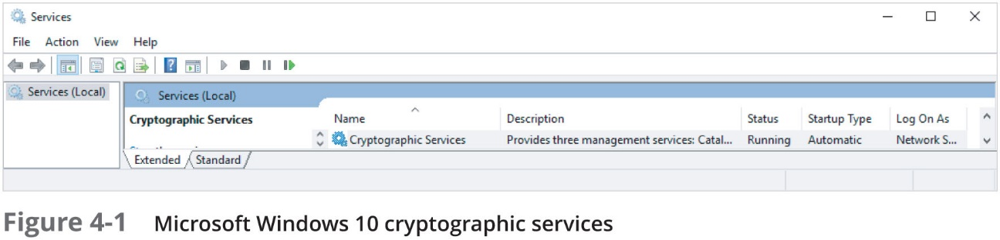 Services
File Action View Help
Services (Local)
Services (Local)
Cryptographic Services
Name Description Status Startup Type Log On As
Cryptographic Services Provides three management services: Catal... Running Automatic Network S...
Extended Standard
Figure 4-1 Microsoft Windows 10 cryptographic services